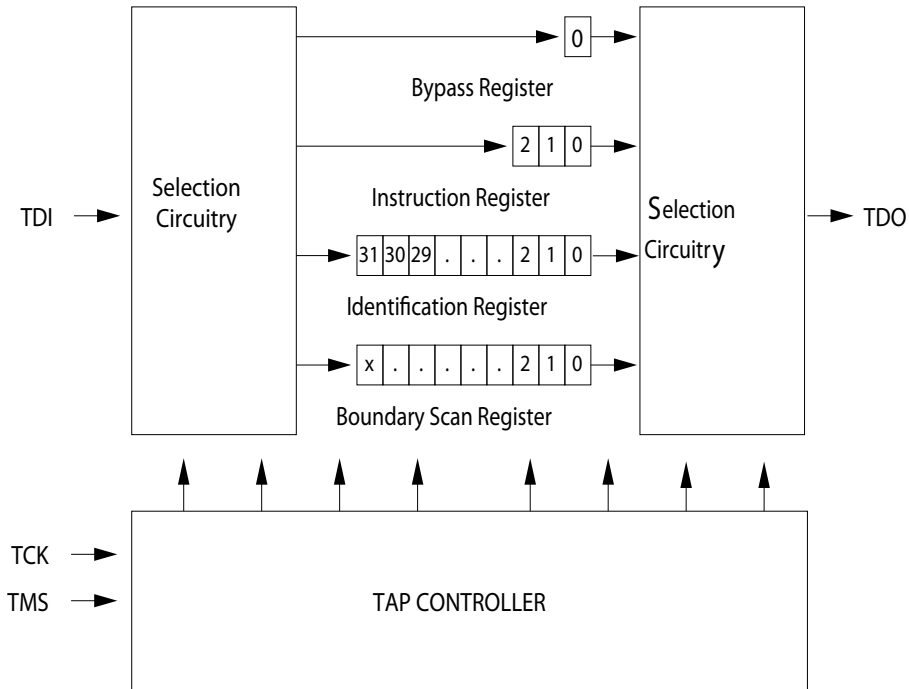 0
Bypass Register
2 1 0
Selection
Circuitry
Instruction Register
Selection
Circuitry
TDI
TDO
31 30 29 . . . 2 1 0
Identification Register
x . . . . . 2 1 0
Boundary Scan Register
TCK
TMS
TAP CONTROLLER